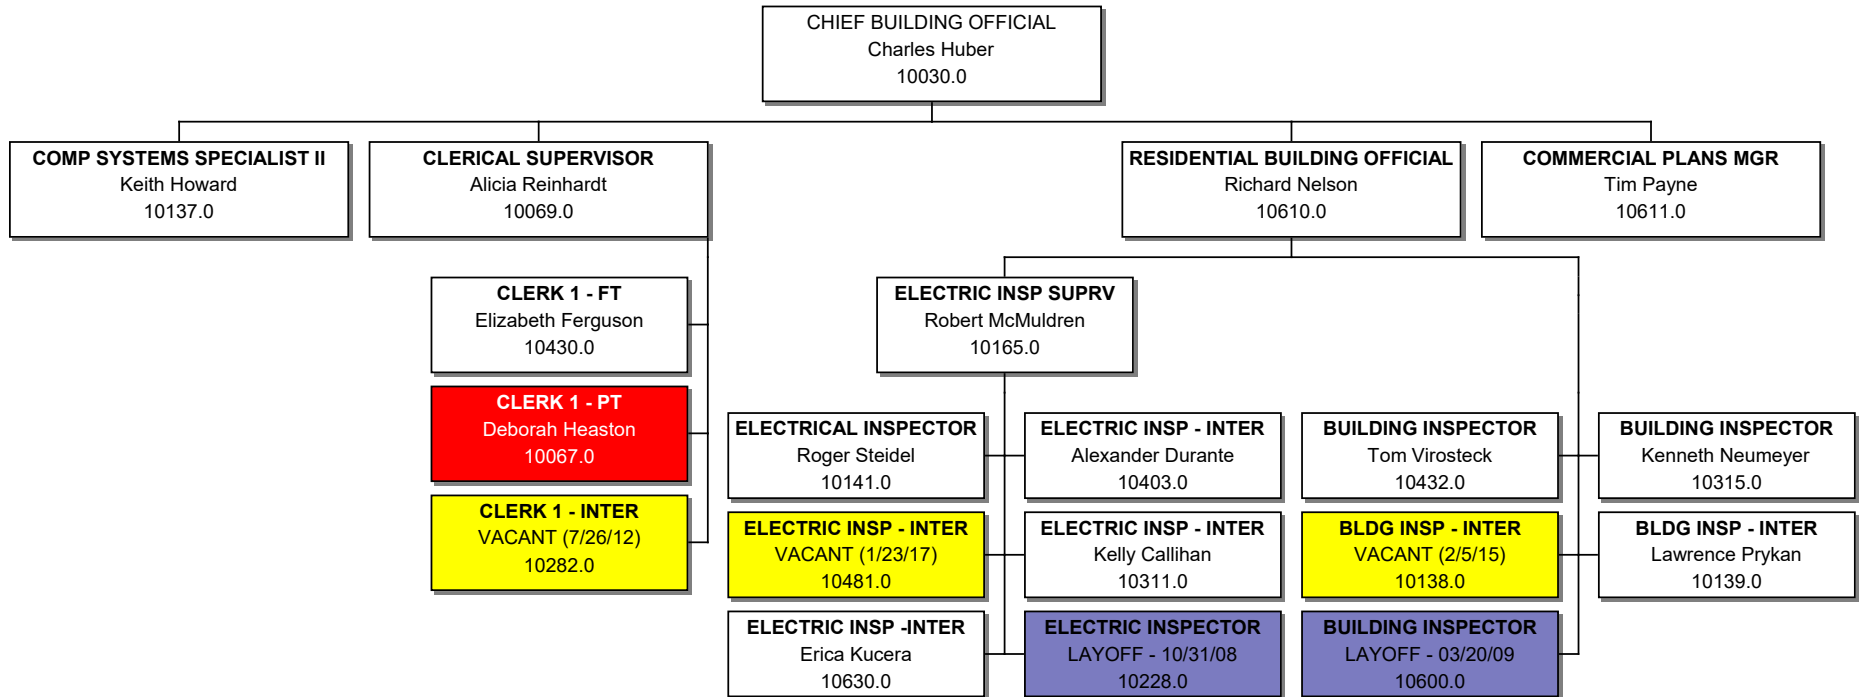 CHIEF BUILDING OFFICIAL
Charles Huber
10030.0
COMP SYSTEMS SPECIALIST II
Keith Howard
10137.0
CLERICAL SUPERVISOR
Alicia Reinhardt
10069.0
RESIDENTIAL BUILDING OFFICIAL
Richard Nelson
10610.0
COMMERCIAL PLANS MGR
Tim Payne
10611.0
CLERK 1 - FT
Elizabeth Ferguson
10430.0
CLERK 1 - PT
Deborah Heaston
10067.0
CLERK 1 - INTER
VACANT (7/26/12)
10282.0
ELECTRIC INSP SUPRV
Robert McMuldren
10165.0
ELECTRICAL INSPECTOR
Roger Steidel
10141.0
ELECTRIC INSP - INTER
Alexander Durante
10403.0
ELECTRIC INSP - INTER
VACANT (1/23/17)
10481.0
ELECTRIC INSP - INTER
Kelly Callihan
10311.0
ELECTRIC INSP -INTER
Erica Kucera
10630.0
ELECTRIC INSPECTOR
LAYOFF - 10/31/08
10228.0
BUILDING INSPECTOR
Tom Virosteck
10432.0
BUILDING INSPECTOR
Kenneth Neumeyer
10315.0
BLDG INSP - INTER
VACANT (2/5/15)
10138.0
BLDG INSP - INTER
Lawrence Prykan
10139.0
BUILDING INSPECTOR
LAYOFF - 03/20/09
10600.0